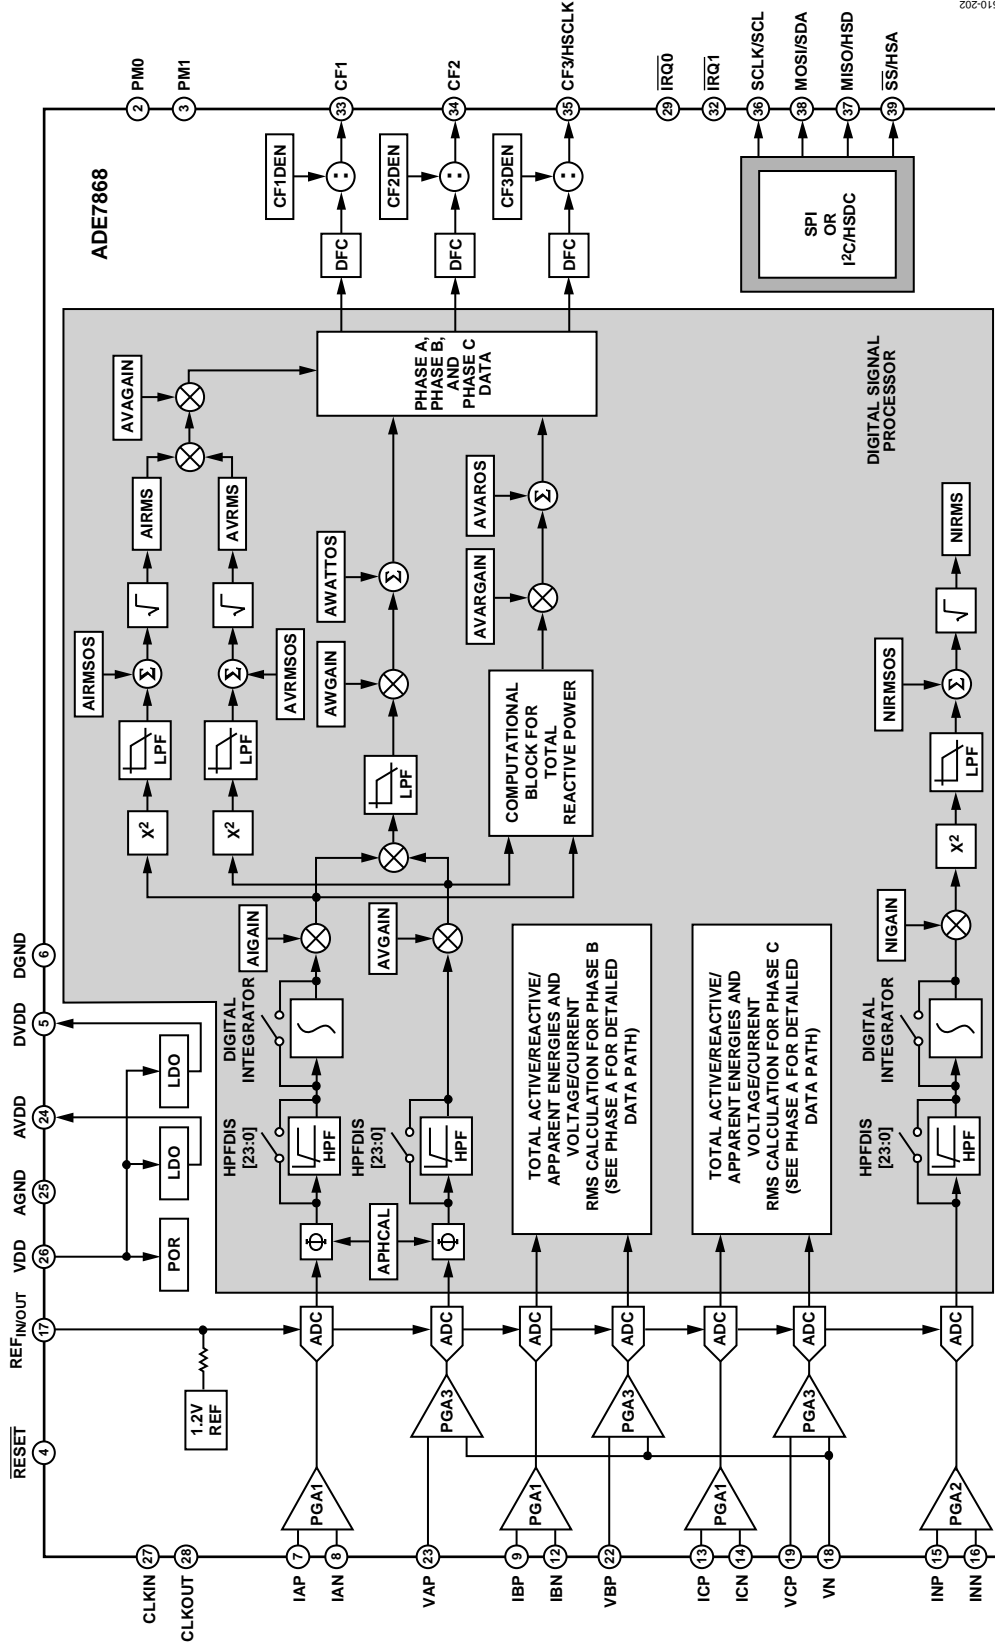 RESET
4
REFIN/OUT
17
VDD
26
AGND
25
AVDD
24
DVDD
5
DGND
6
CLKIN
27
CLKOUT
28
1.2V
REF
POR
LDO
LDO
ADE7868
2
PM0
3
PM1
IAP
7
IAN
8
PGA1
ADC
Φ
HPFDIS
[23:0]
HPF
DIGITAL
INTEGRATOR
∫
AIGAIN
X²
LPF
AIRMSOS
Σ
√
AIRMS
AVAGAIN
X²
LPF
AVRMSOS
Σ
√
AVRMS
APHCAL
VAP
23
PGA3
ADC
Φ
HPFDIS
[23:0]
HPF
AVGAIN
LPF
AWGAIN
AWATTOS
Σ
COMPUTATIONAL
BLOCK FOR
TOTAL
REACTIVE POWER
AVARGAIN
AVAROS
Σ
PHASE A,
PHASE B,
AND
PHASE C
DATA
DFC
CF1DEN
:
33
CF1
DFC
CF2DEN
:
34
CF2
DFC
CF3DEN
:
35
CF3/HSCLK
IBP
9
IBN
12
PGA1
ADC
VBP
22
PGA3
ADC
TOTAL ACTIVE/REACTIVE/
APPARENT ENERGIES AND
VOLTAGE/CURRENT
RMS CALCULATION FOR PHASE B
(SEE PHASE A FOR DETAILED
DATA PATH)
ICP
13
ICN
14
PGA1
ADC
VCP
19
VN
18
PGA3
ADC
TOTAL ACTIVE/REACTIVE/
APPARENT ENERGIES AND
VOLTAGE/CURRENT
RMS CALCULATION FOR PHASE C
(SEE PHASE A FOR DETAILED
DATA PATH)
29
IRQ0
32
IRQ1
SPI
OR
I²C/HSDC
36
SCLK/SCL
38
MOSI/SDA
37
MISO/HSD
39
SS/HSA
DIGITAL SIGNAL
PROCESSOR
INP
15
INN
16
PGA2
ADC
HPFDIS
[23:0]
HPF
DIGITAL
INTEGRATOR
∫
NIGAIN
X²
LPF
NIRMSOS
Σ
√
NIRMS